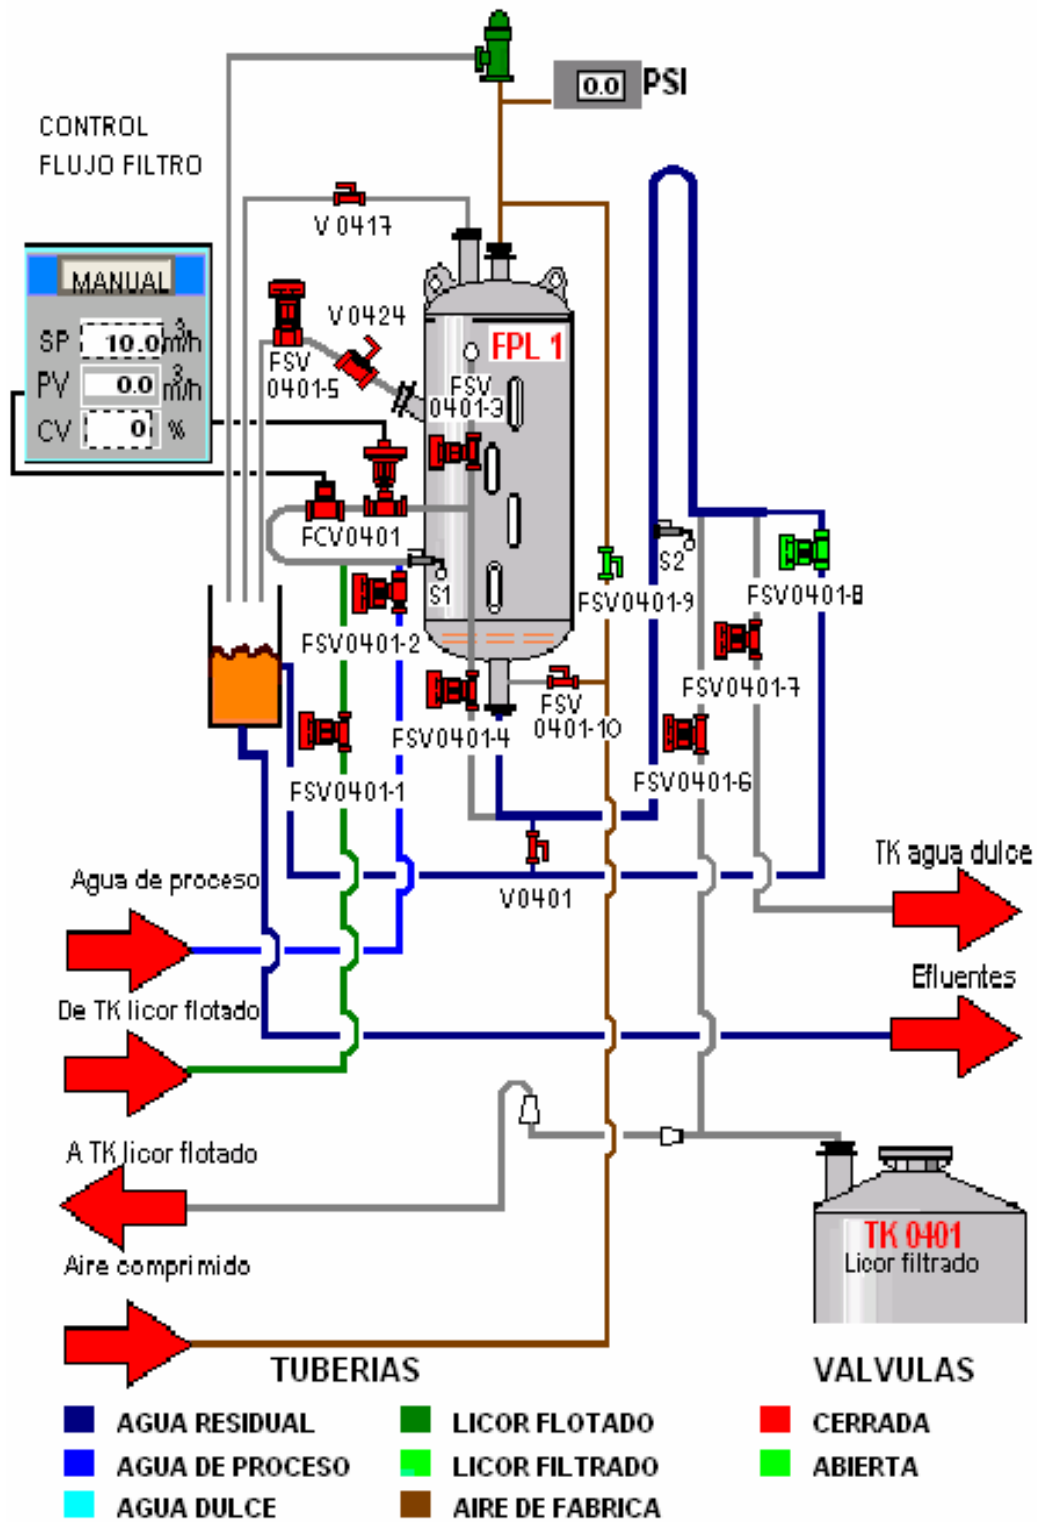 0.0 PSI
CONTROL
FLUJO FILTRO
V 0417
MANUAL
SP 10.0 m³/h
PV 0.0 m³/h
CV 0 %
FSV
0401-5
V0424
FPL 1
FSV
0401-3
FCV0401
S1
S2
FSV0401-9
FSV0401-8
FSV0401-2
FSV0401-7
FSV0401-4
FSV
0401-10
FSV0401-6
FSV0401-1
V0401
TK agua dulce
Agua de proceso
Efluentes
De TK licor flotado
A TK licor flotado
TK 0401
Licor filtrado
Aire comprimido
TUBERIAS
VALVULAS
AGUA RESIDUAL
LICOR FLOTADO
CERRADA
AGUA DE PROCESO
LICOR FILTRADO
ABIERTA
AGUA DULCE
AIRE DE FABRICA